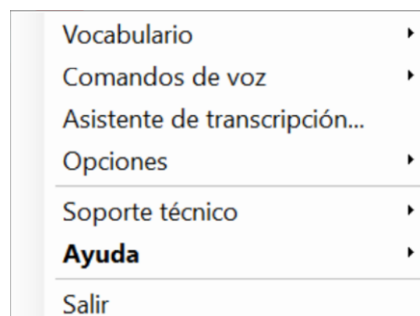 Vocabulario
Comandos de voz
Asistente de transcripción...
Opciones
Soporte técnico
Ayuda
Salir